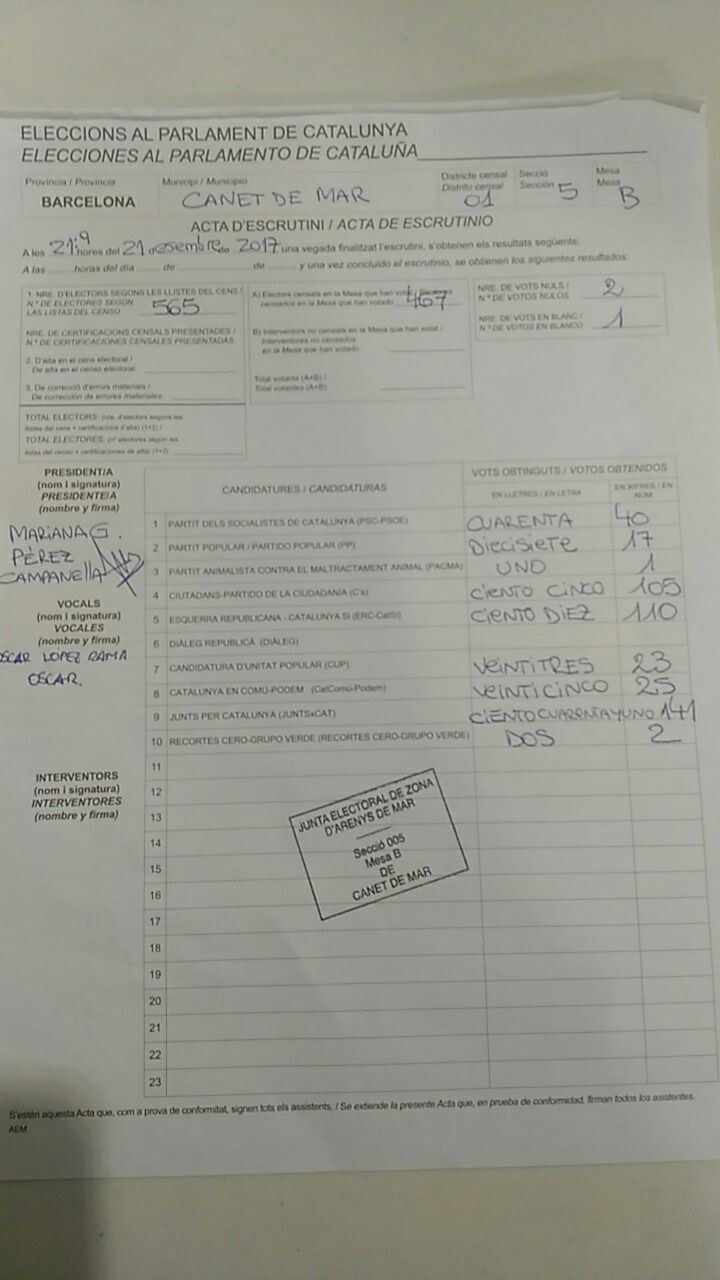 ELECCIONS AL PARLAMENT DE CATALUNYA
ELECCIONES AL PARLAMENTO DE CATALUÑA
Província / Provincia
BARCELONA
Municipi / Municipio
CANET DE MAR
Districte censal
Distrito censal
01
Secció
Sección
5
Mesa
Mesa
B
ACTA D'ESCRUTINI / ACTA DE ESCRUTINIO
A les 21:9 hores del 21 desembre de 2017 una vegada finalitzat l'escrutini, s'obtenen els resultats següents:
A las ........ horas del día ..... de ..................... de ........ , y una vez concluido el escrutinio, se obtienen los siguientes resultados:
1. NRE. D'ELECTORS SEGONS LES LLISTES DEL CENS /
N.º DE ELECTORES SEGÚN
LAS LISTAS DEL CENSO
565
NRE. DE CERTIFICACIONS CENSALS PRESENTADES /
N.º DE CERTIFICACIONES CENSALES PRESENTADAS
2. D'alta en el cens electoral /
De alta en el censo electoral:
3. De correcció d'errors materials /
De corrección de errores materiales:
TOTAL ELECTORS: (nre. d'electors segons les
llistes del cens + certificacions d'alta) (1+2) /
TOTAL ELECTORES: (nº electores según las
listas del censo + certificaciones de alta) (1+2)
A) Electors censats en la Mesa que han votat /
censados en la Mesa que han votado
467
B) Interventors no censats en la Mesa que han votat /
Interventores no censados
en la Mesa que han votado
Total votants (A+B) /
Total votantes (A+B)
NRE. DE VOTS NULS /
N.º DE VOTOS NULOS
2
NRE. DE VOTS EN BLANC /
N.º DE VOTOS EN BLANCO
1
PRESIDENT/A
(nom i signatura)
PRESIDENTE/A
(nombre y firma)
MARIANA G.
PÉREZ
CAMPANELLA
VOCALS
(nom i signatura)
VOCALES
(nombre y firma)
OSCAR LOPEZ RAMA
OSCAR.
INTERVENTORS
(nom i signatura)
INTERVENTORES
(nombre y firma)
CANDIDATURES / CANDIDATURAS
VOTS OBTINGUTS / VOTOS OBTENIDOS
EN LLETRES / EN LETRA
EN XIFRES / EN NÚM
1 PARTIT DELS SOCIALISTES DE CATALUNYA (PSC-PSOE) CUARENTA 40
2 PARTIT POPULAR / PARTIDO POPULAR (PP) DIECISIETE 17
3 PARTIT ANIMALISTA CONTRA EL MALTRACTAMENT ANIMAL (PACMA) UNO 1
4 CIUTADANS-PARTIDO DE LA CIUDADANÍA (C's) CIENTO CINCO 105
5 ESQUERRA REPUBLICANA - CATALUNYA SÍ (ERC-CatSí) CIENTO DIEZ 110
6 DIÀLEG REPUBLICÀ (DIÀLEG)
7 CANDIDATURA D'UNITAT POPULAR (CUP) VEINTITRES 23
8 CATALUNYA EN COMÚ-PODEM (CatComú-Podem) VEINTICINCO 25
9 JUNTS PER CATALUNYA (JUNTSxCAT) CIENTO CUARENTA Y UNO 141
10 RECORTES CERO-GRUPO VERDE (RECORTES CERO-GRUPO VERDE) DOS 2
11
12
13
14
15
16
17
18
19
20
21
22
23
JUNTA ELECTORAL DE ZONA
D'ARENYS DE MAR
Secció 005
Mesa B
DE
CANET DE MAR
S'estén aquesta Acta que, com a prova de conformitat, signen tots els assistents. / Se extiende la presente Acta que, en prueba de conformidad, firman todos los asistentes.
AEM